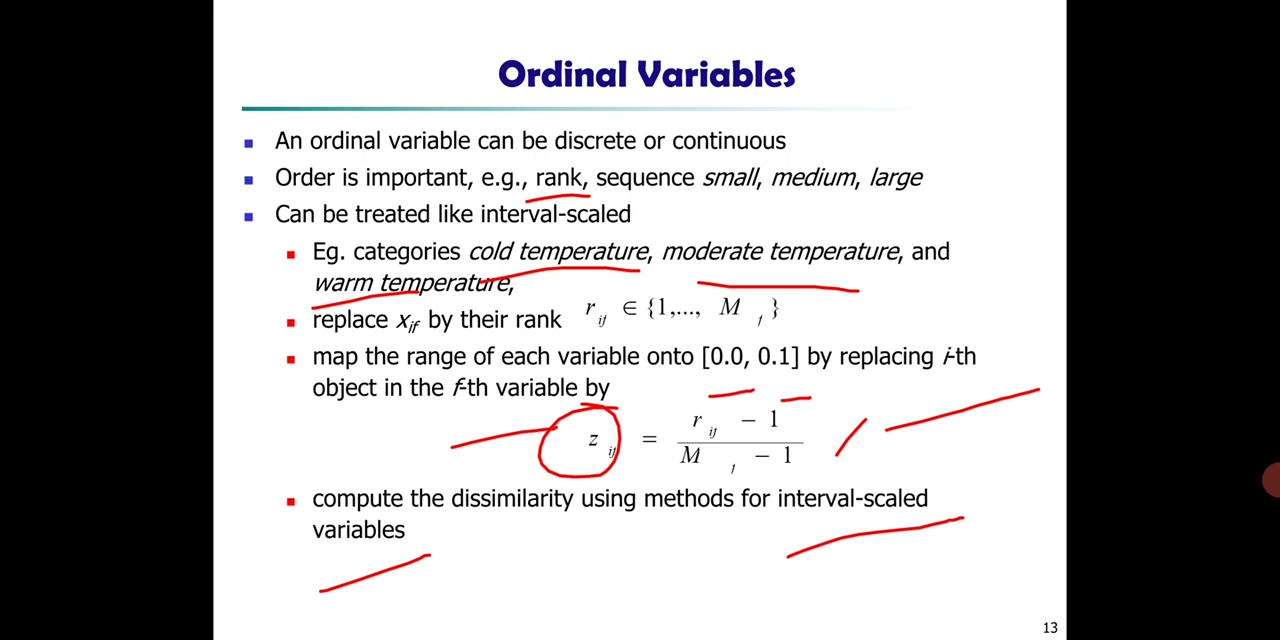 Ordinal Variables
An ordinal variable can be discrete or continuous
Order is important, e.g., rank, sequence small, medium, large
Can be treated like interval-scaled
Eg. categories cold temperature, moderate temperature, and
warm temperature,
replace x_if by their rank r_if ∈ {1,..., M_f}
map the range of each variable onto [0.0, 0.1] by replacing i-th
object in the f-th variable by
z_if = (r_if − 1) / (M_f − 1)
compute the dissimilarity using methods for interval-scaled
variables
13